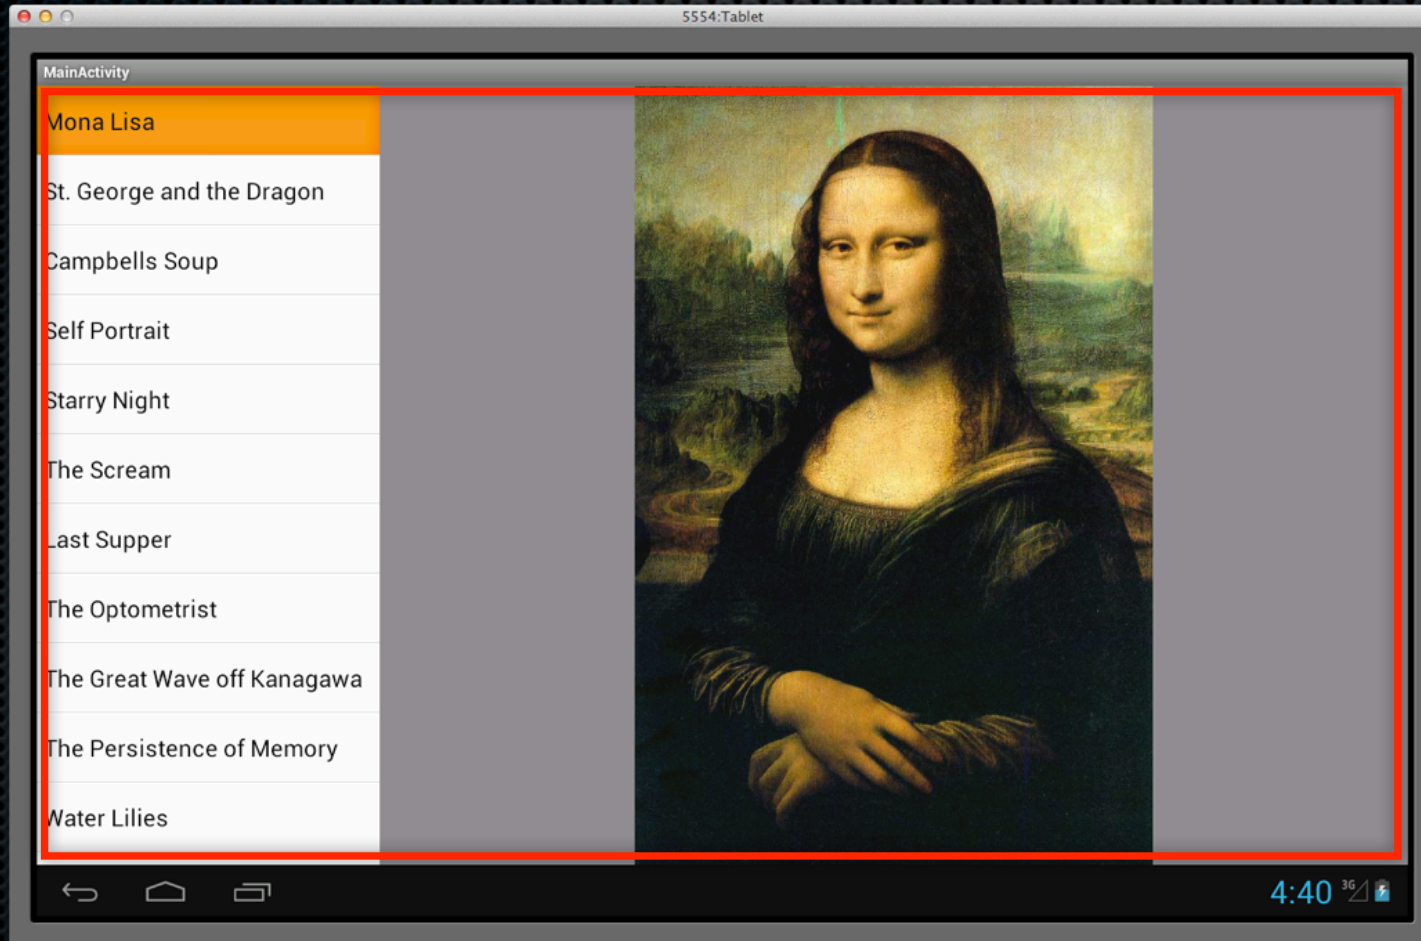 5554:Tablet
MainActivity
Mona Lisa
St. George and the Dragon
Campbells Soup
Self Portrait
Starry Night
The Scream
Last Supper
The Optometrist
The Great Wave off Kanagawa
The Persistence of Memory
Water Lilies
4:40 3G